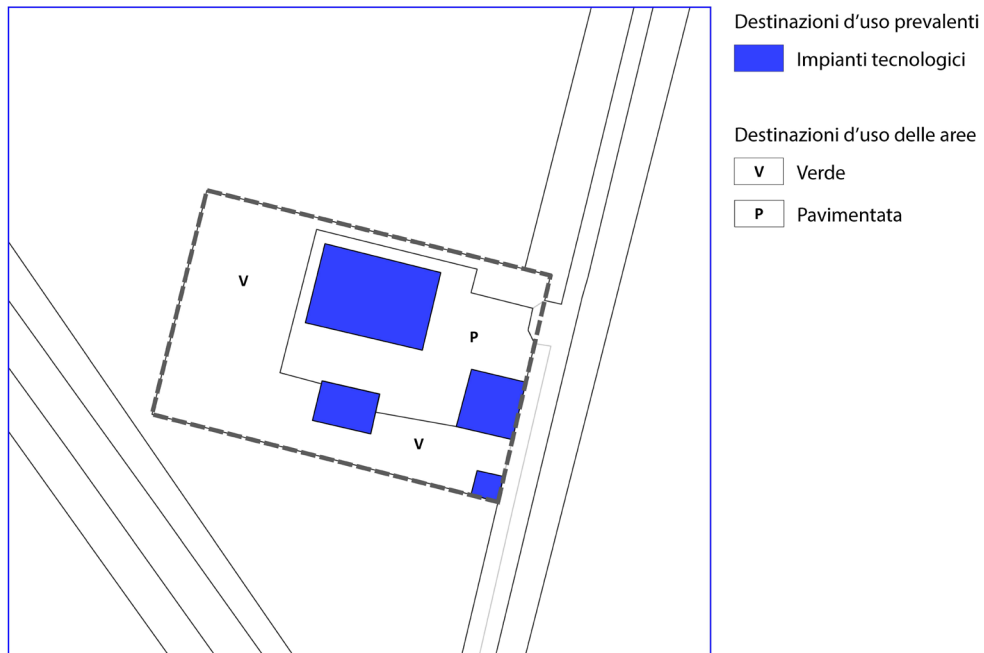 Destinazioni d’uso prevalenti
Impianti tecnologici
Destinazioni d’uso delle aree
V Verde
P Pavimentata
V
P
V